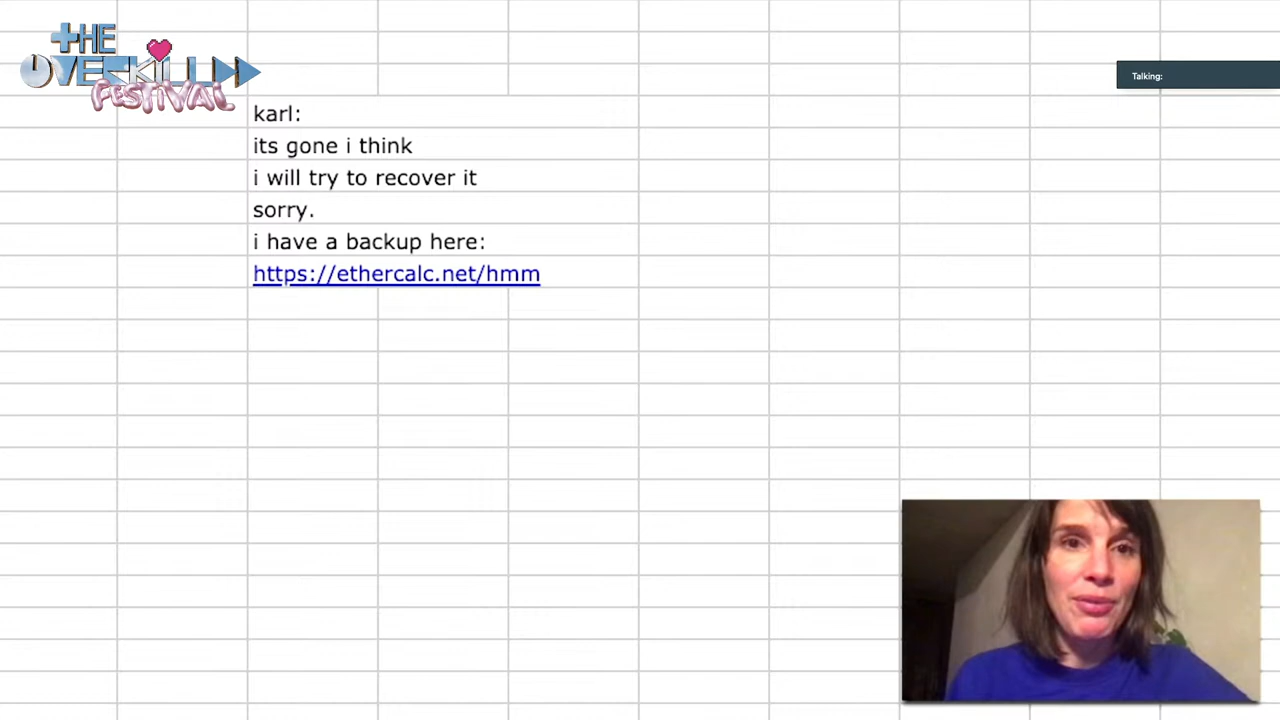 THE
OVERKILL
FESTIVAL
Talking:
karl:
its gone i think
i will try to recover it
sorry.
i have a backup here:
https://ethercalc.net/hmm